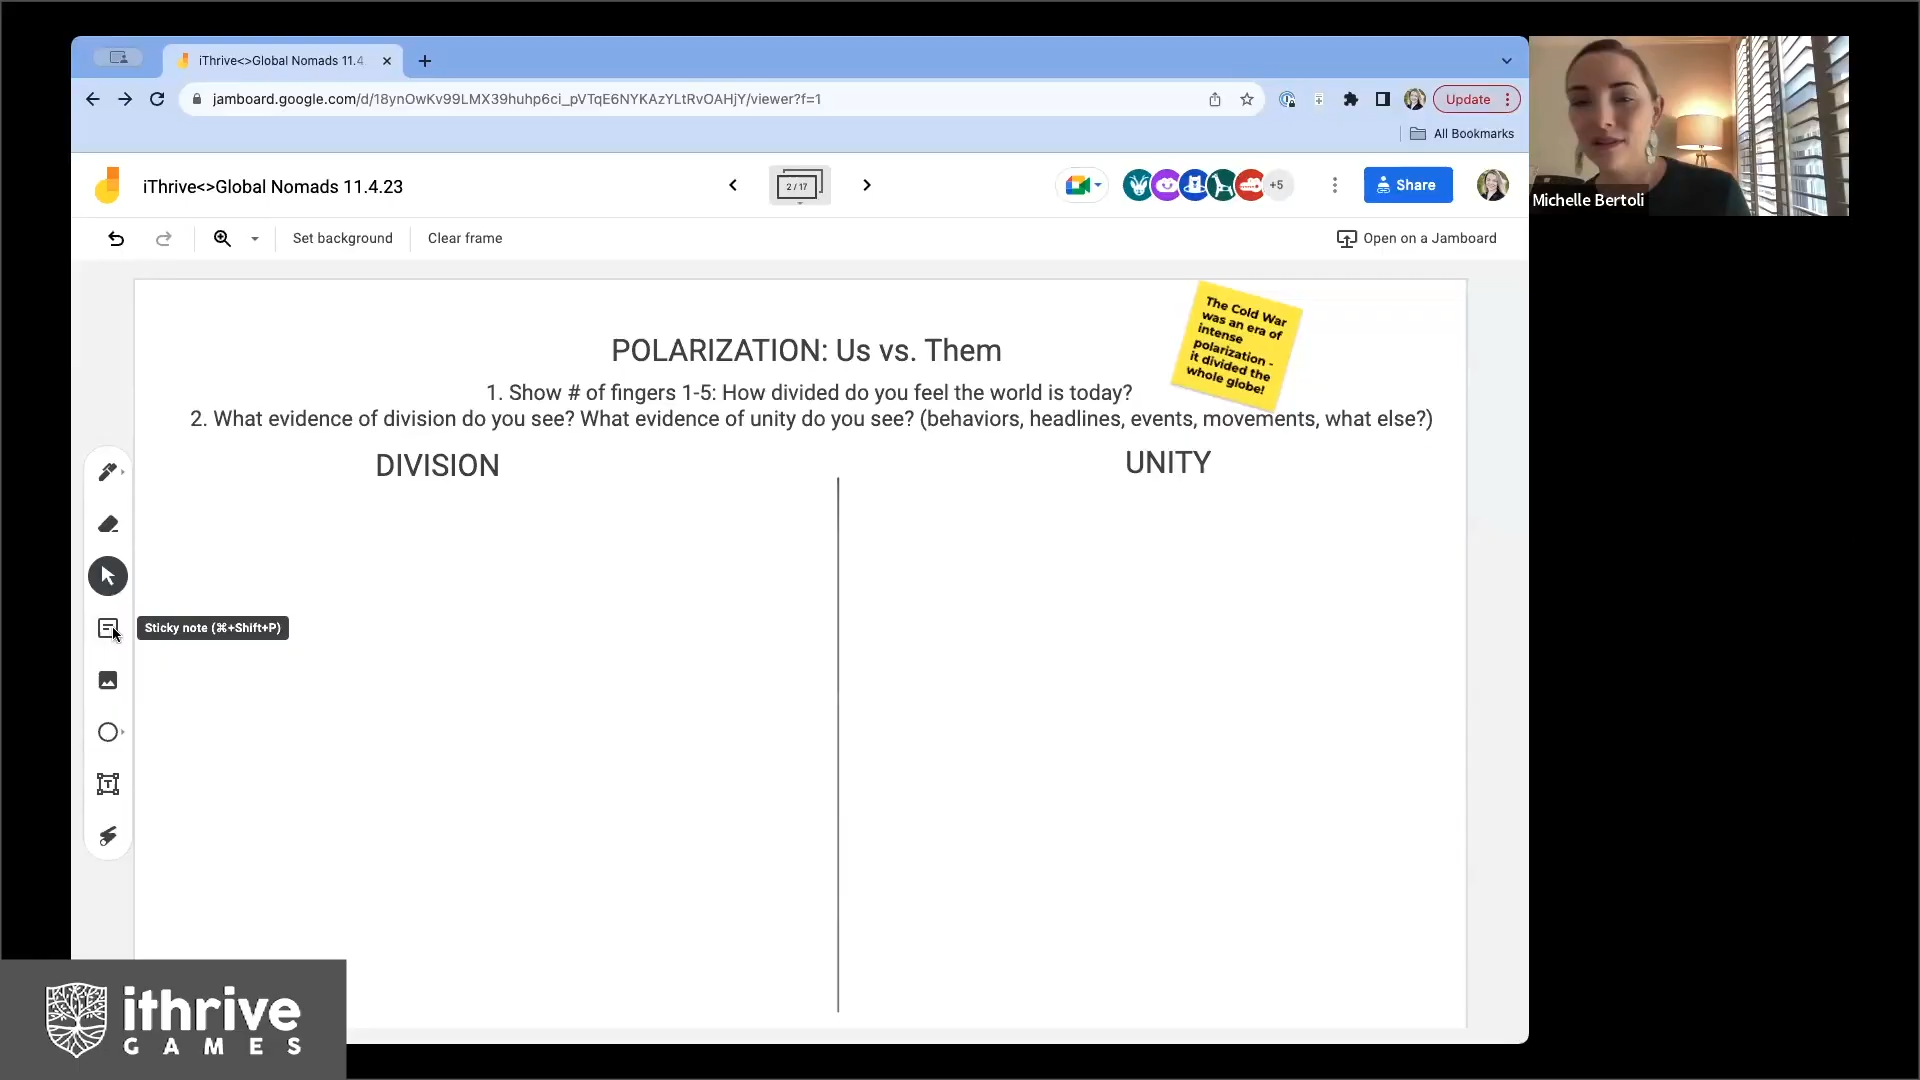 iThrive<>Global Nomads 11.4
jamboard.google.com/d/18ynOwKv99LMX39huhp6ci_pVTqE6NYKAzYLtRvOAHjY/viewer?f=1
Update
All Bookmarks
iThrive<>Global Nomads 11.4.23
2 / 17
+5
Share
Michelle Bertoli
Set background
Clear frame
Open on a Jamboard
The Cold War
was an era of
intense
polarization -
it divided the
whole globe!
POLARIZATION: Us vs. Them
1. Show # of fingers 1-5: How divided do you feel the world is today?
2. What evidence of division do you see? What evidence of unity do you see? (behaviors, headlines, events, movements, what else?)
DIVISION
UNITY
Sticky note (⌘+Shift+P)
ithrive
GAMES